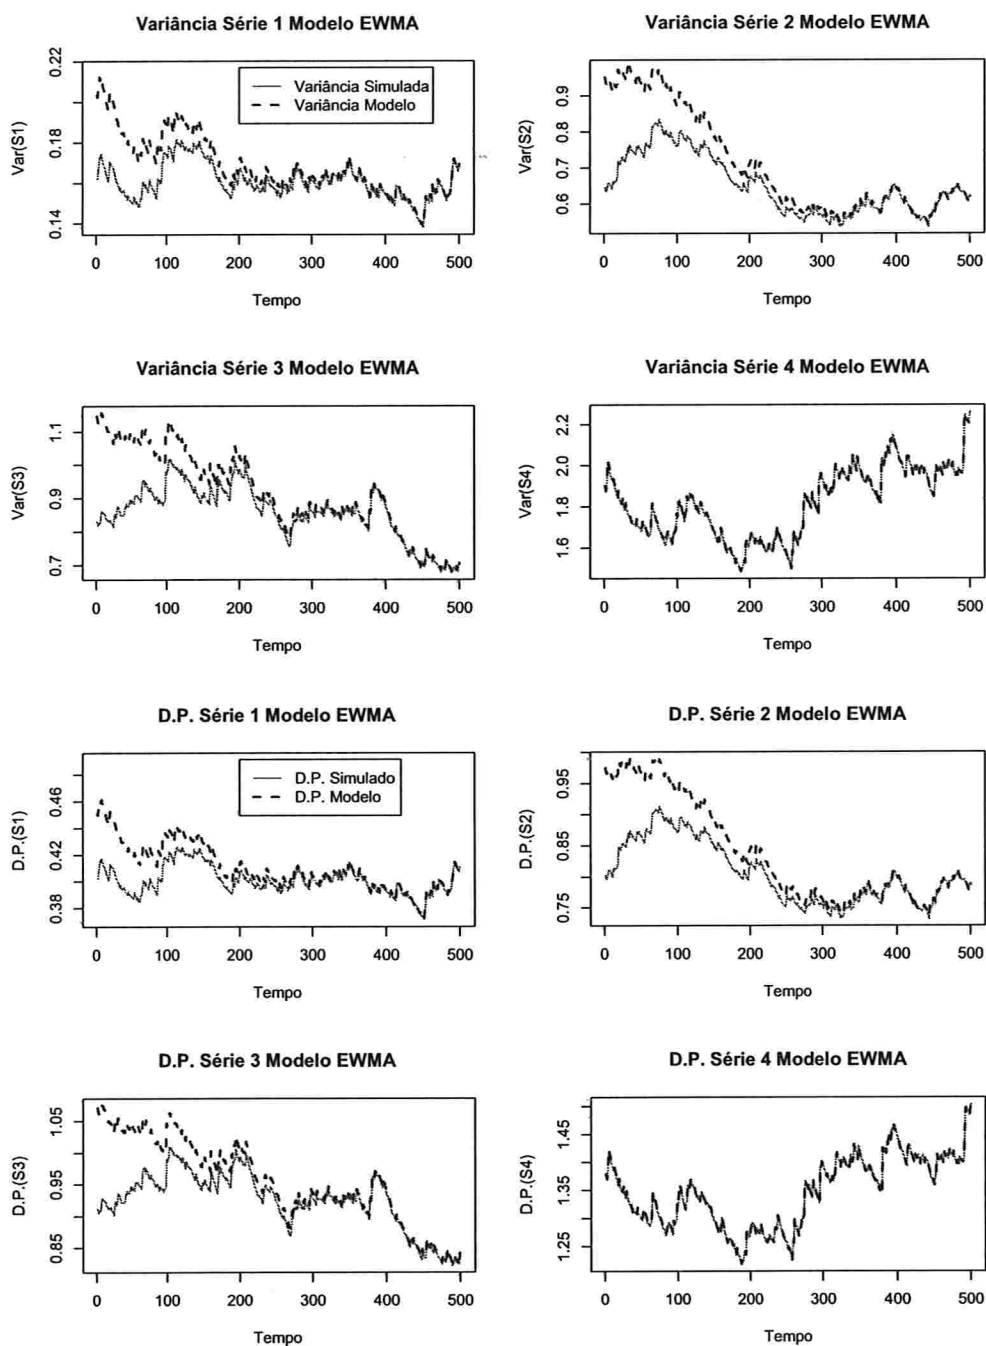 Variância Série 1 Modelo EWMA
Var(S1)
0.22
0.18
0.14
Variância Simulada
Variância Modelo
0 100 200 300 400 500
Tempo
Variância Série 2 Modelo EWMA
Var(S2)
0.9
0.8
0.7
0.6
0 100 200 300 400 500
Tempo
Variância Série 3 Modelo EWMA
Var(S3)
1.1
0.9
0.7
0 100 200 300 400 500
Tempo
Variância Série 4 Modelo EWMA
Var(S4)
2.2
2.0
1.8
1.6
0 100 200 300 400 500
Tempo
D.P. Série 1 Modelo EWMA
D.P.(S1)
0.46
0.42
0.38
D.P. Simulado
D.P. Modelo
0 100 200 300 400 500
Tempo
D.P. Série 2 Modelo EWMA
D.P.(S2)
0.95
0.85
0.75
0 100 200 300 400 500
Tempo
D.P. Série 3 Modelo EWMA
D.P.(S3)
1.05
0.95
0.85
0 100 200 300 400 500
Tempo
D.P. Série 4 Modelo EWMA
D.P.(S4)
1.45
1.35
1.25
0 100 200 300 400 500
Tempo